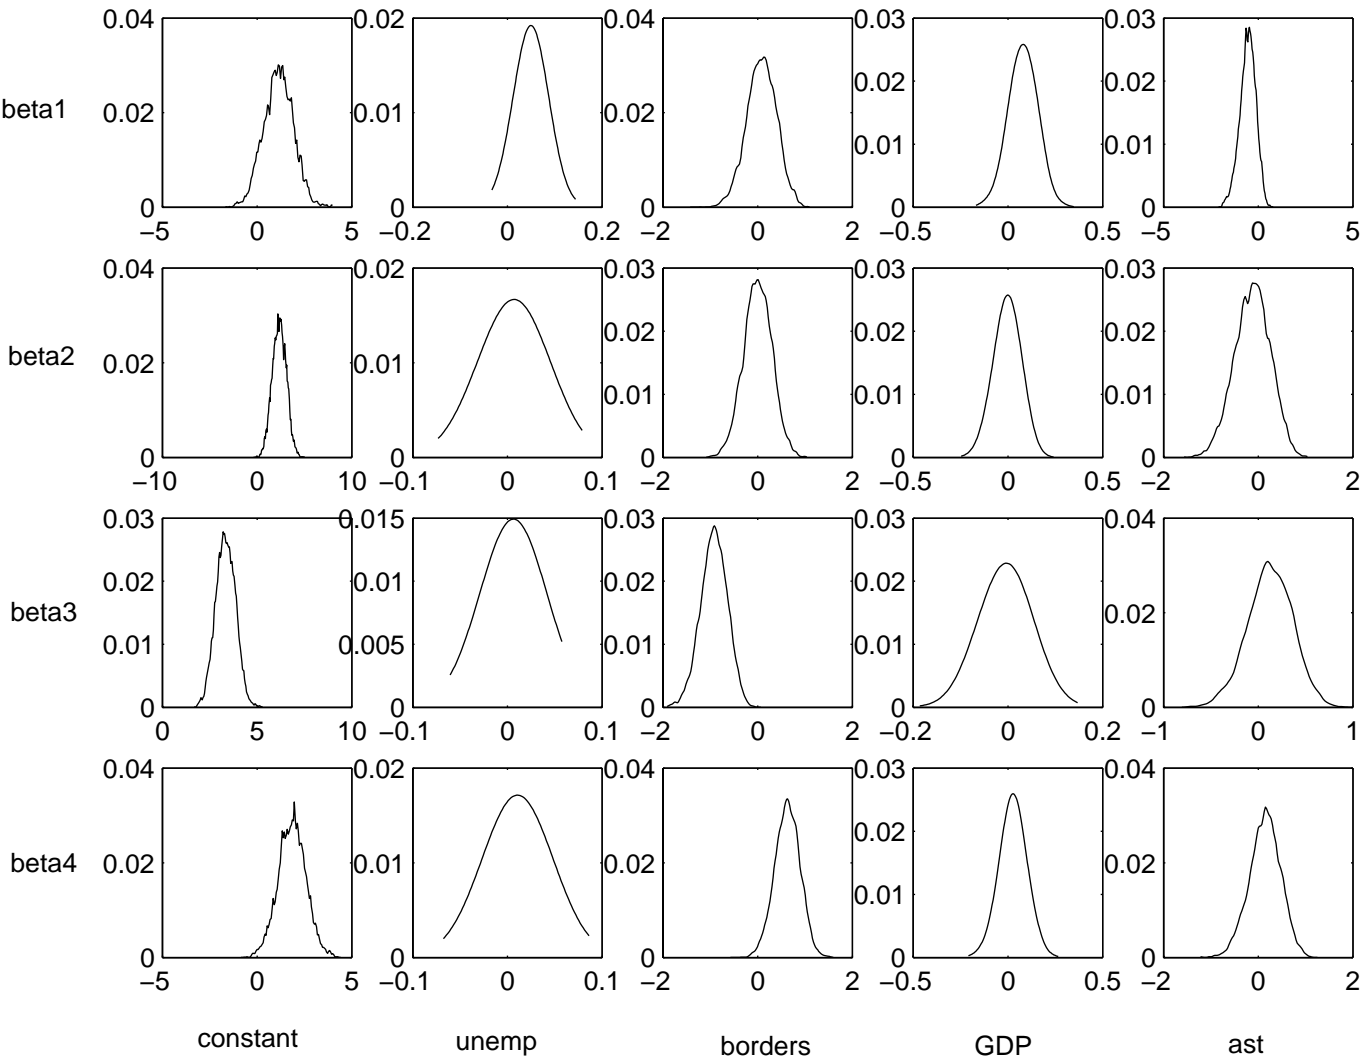 0.04 0.02 0.04 0.03 0.03
0.02 0.02
beta1 0.02 0.01 0.02 0.01 0.01
0 0 0 0 0
−5 0 5 −0.2 0 0.2 −2 0 2 −0.5 0 0.5 −5 0 5
0.04 0.02 0.03 0.03 0.03
0.02 0.02 0.02
beta2 0.02 0.01 0.01 0.01 0.01
0 0 0 0 0
−10 0 10 −0.1 0 0.1 −2 0 2 −0.5 0 0.5 −2 0 2
0.03 0.015 0.03 0.03 0.04
0.02 0.01 0.02 0.02
beta3 0.02
0.01 0.005 0.01 0.01
0 0 0 0 0
0 5 10 −0.1 0 0.1 −2 0 2 −0.2 0 0.2 −1 0 1
0.04 0.02 0.04 0.03 0.04
0.02
beta4 0.02 0.01 0.02 0.01 0.02
0 0 0 0 0
−5 0 5 −0.1 0 0.1 −2 0 2 −0.5 0 0.5 −2 0 2
constant unemp borders GDP ast